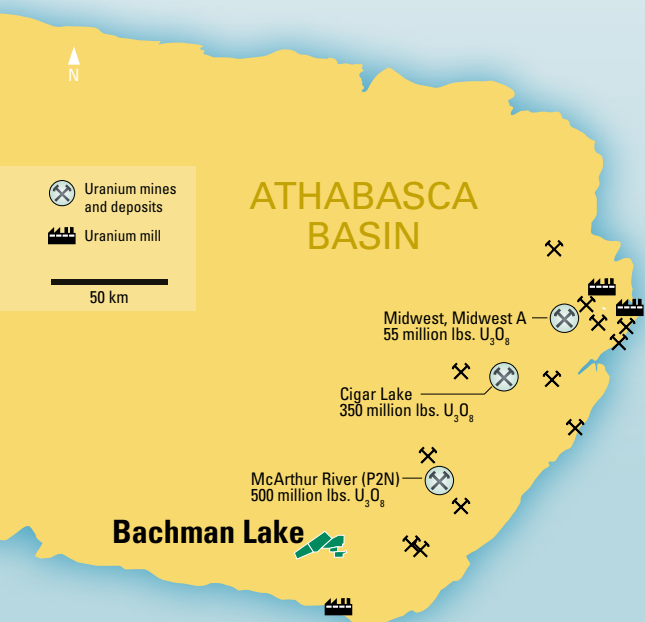 N
Uranium mines
and deposits
Uranium mill
50 km
ATHABASCA
BASIN
Midwest, Midwest A
55 million lbs. U₃O₈
Cigar Lake
350 million lbs. U₃O₈
McArthur River (P2N)
500 million lbs. U₃O₈
Bachman Lake